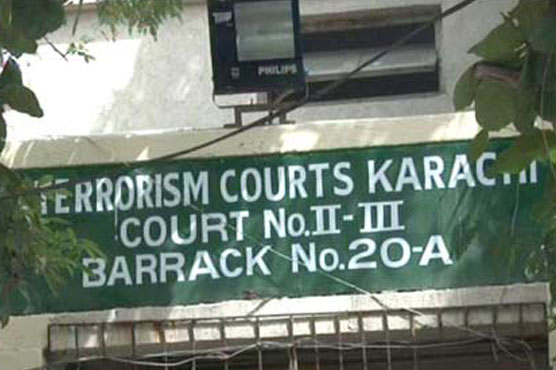 PHILIPS
TERRORISM COURTS KARACHI
COURT No.II-III
BARRACK No.20-A